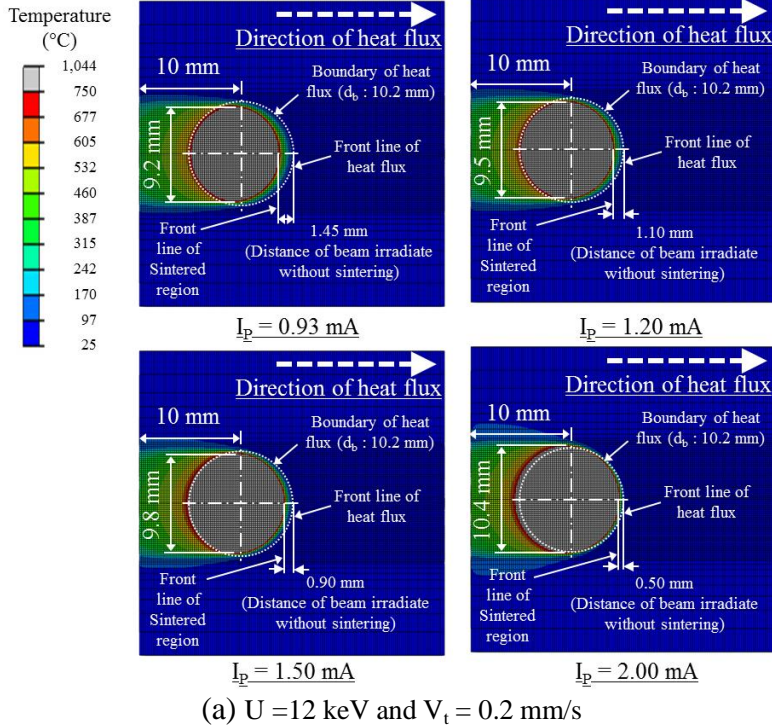 Temperature
(°C)
1,044
750
677
605
532
460
387
315
242
170
97
25
Direction of heat flux
10 mm
Boundary of heat
flux (d_b : 10.2 mm)
9.2 mm
Front line of
heat flux
Front
line of
Sintered
region
1.45 mm
(Distance of beam irradiate
without sintering)
I_P = 0.93 mA
Direction of heat flux
10 mm
Boundary of heat
flux (d_b : 10.2 mm)
9.5 mm
Front line of
heat flux
Front
line of
Sintered
region
1.10 mm
(Distance of beam irradiate
without sintering)
I_P = 1.20 mA
Direction of heat flux
10 mm
Boundary of heat
flux (d_b : 10.2 mm)
9.8 mm
Front line of
heat flux
Front
line of
Sintered
region
0.90 mm
(Distance of beam irradiate
without sintering)
I_P = 1.50 mA
Direction of heat flux
10 mm
Boundary of heat
flux (d_b : 10.2 mm)
10.4 mm
Front line of
heat flux
Front
line of
Sintered
region
0.50 mm
(Distance of beam irradiate
without sintering)
I_P = 2.00 mA
(a) U =12 keV and V_t = 0.2 mm/s